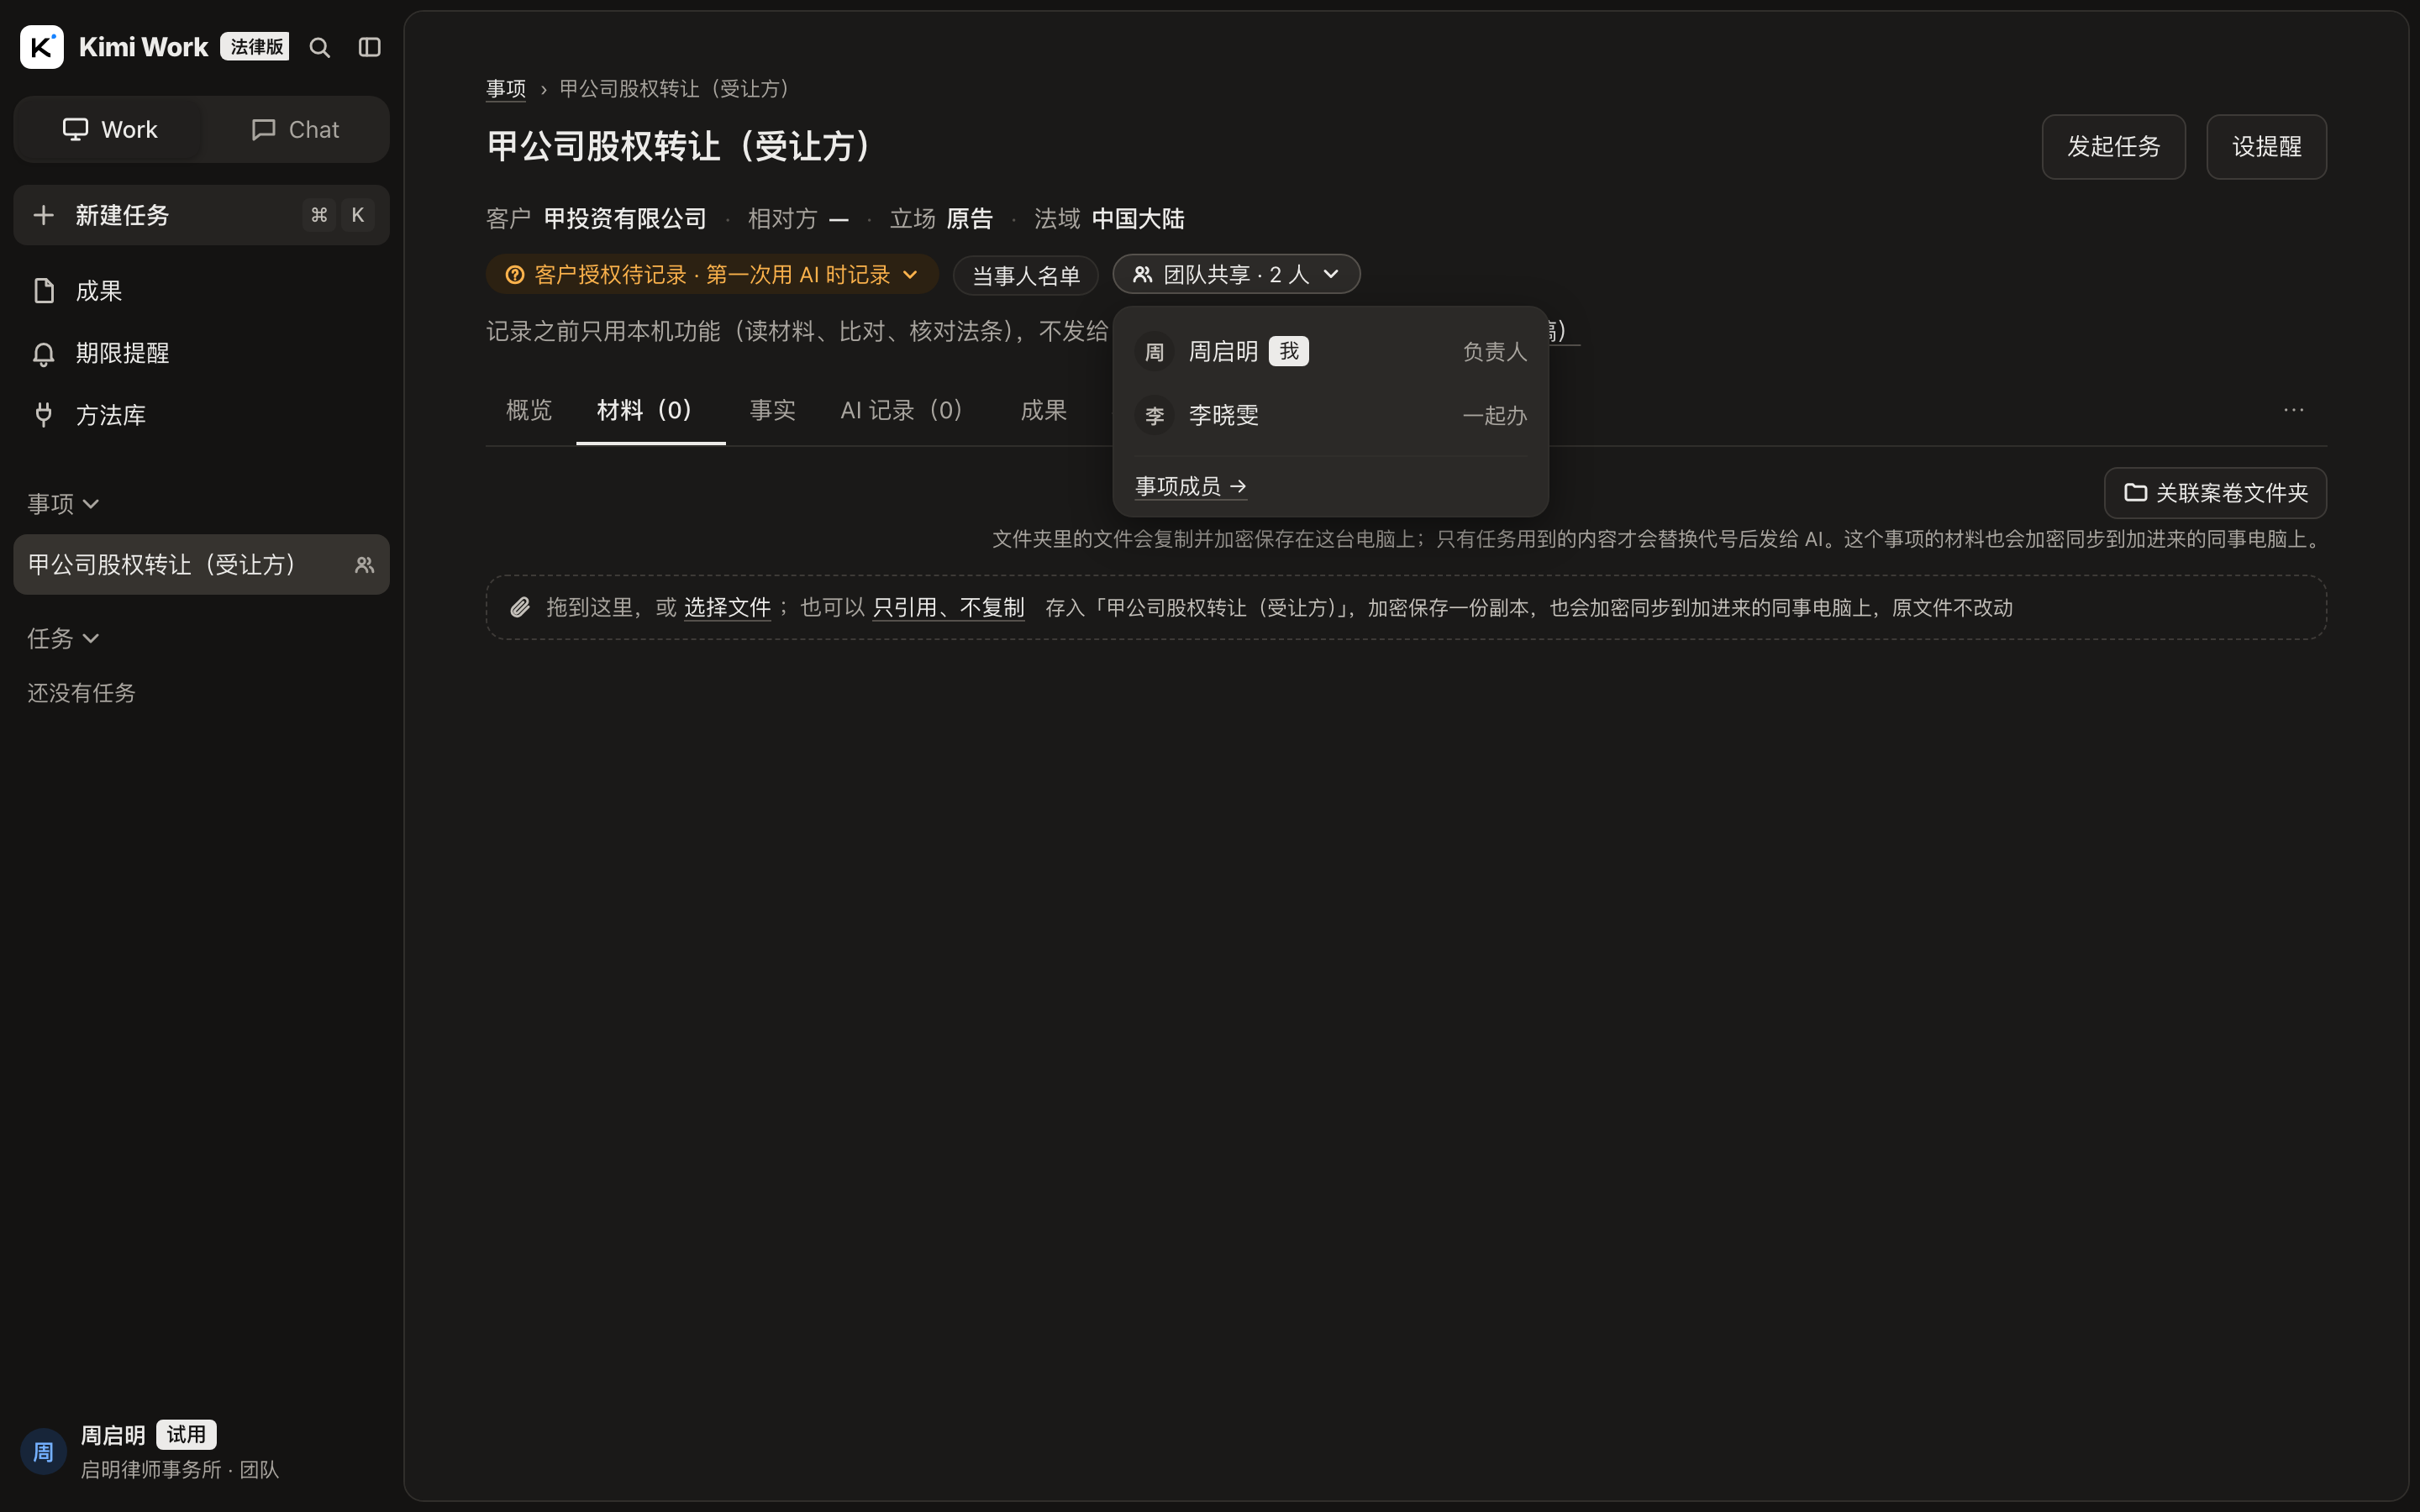 Kimi Work 法律版
Work
Chat
新建任务 ⌘ K
成果
期限提醒
方法库
事项
甲公司股权转让（受让方）
任务
还没有任务
周启明 试用
启明律师事务所 · 团队
事项 › 甲公司股权转让（受让方）
甲公司股权转让（受让方）
发起任务
设提醒
客户 甲投资有限公司 · 相对方 — · 立场 原告 · 法域 中国大陆
客户授权待记录 · 第一次用 AI 时记录
当事人名单
团队共享 · 2 人
记录之前只用本机功能（读材料、比对、核对法条），不发给
周 周启明 我 负责人
李 李晓雯 一起办
事项成员 →
概览 材料（0） 事实 AI 记录（0） 成果 ···
关联案卷文件夹
文件夹里的文件会复制并加密保存在这台电脑上；只有任务用到的内容才会替换代号后发给 AI。这个事项的材料也会加密同步到加进来的同事电脑上。
拖到这里，或 选择文件；也可以 只引用、不复制 存入「甲公司股权转让（受让方）」，加密保存一份副本，也会加密同步到加进来的同事电脑上，原文件不改动